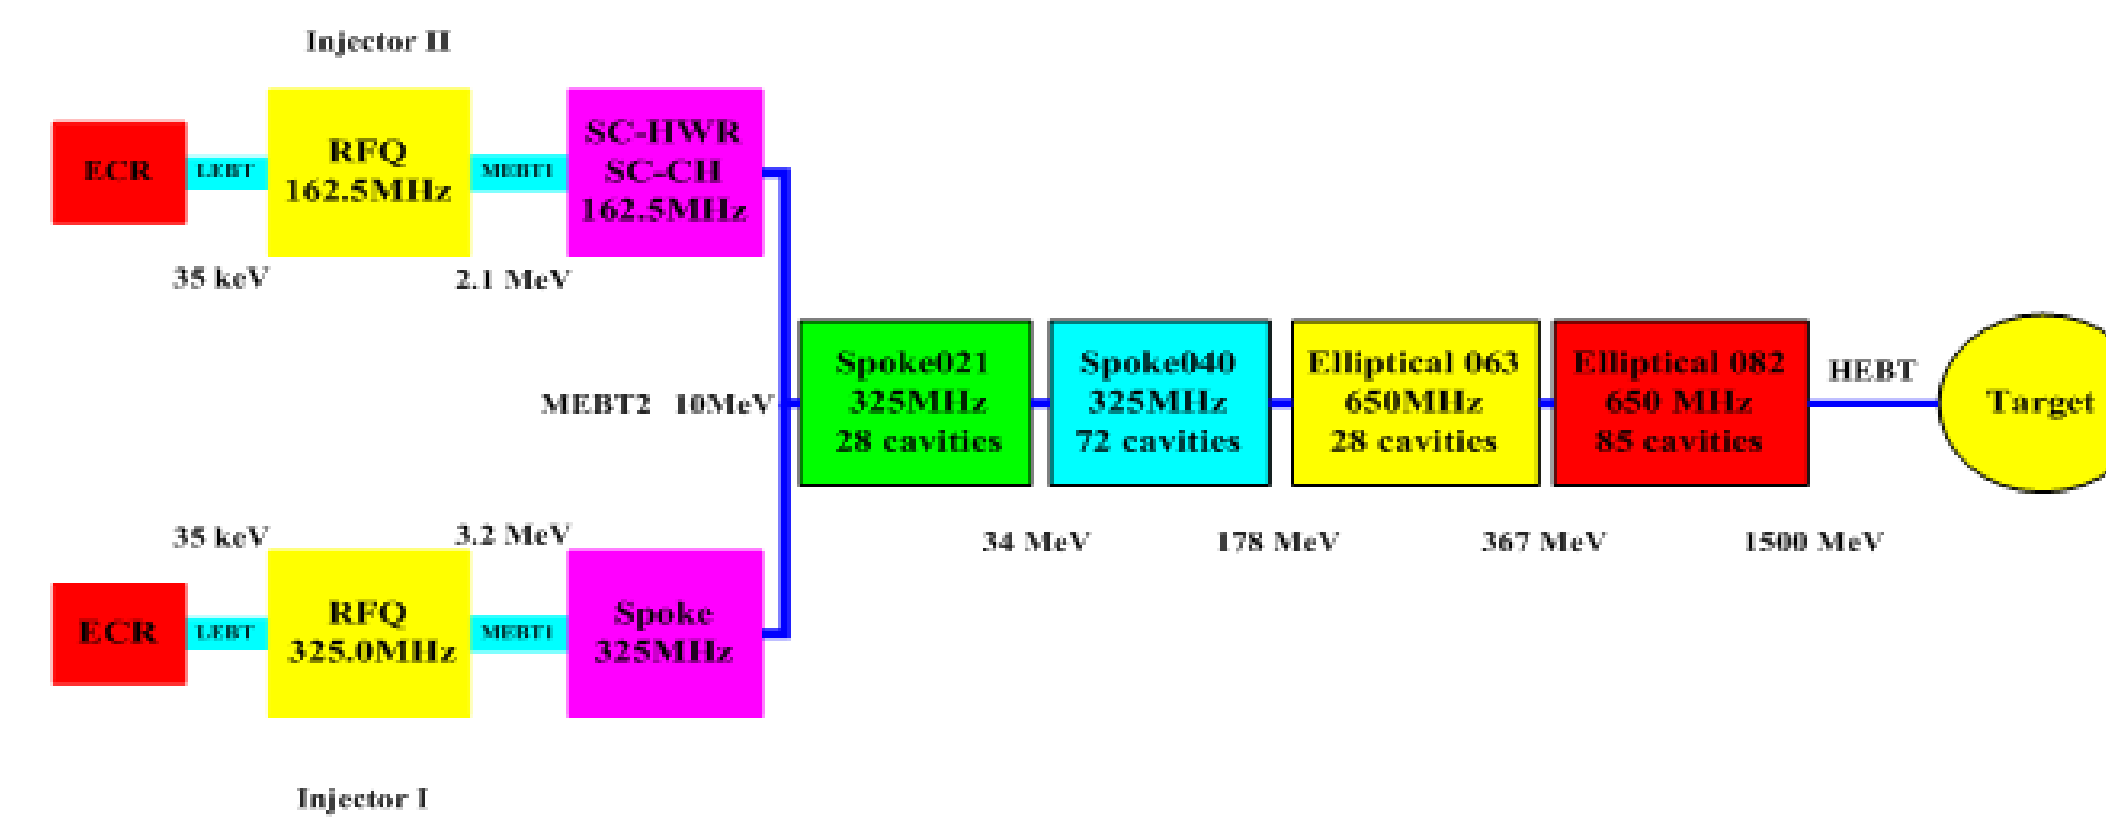 Injector II
ECR
LEBT
RFQ
162.5MHz
MEBT1
SC-HWR
SC-CH
162.5MHz
35 keV
2.1 MeV
MEBT2 10MeV
Spoke021
325MHz
28 cavities
Spoke040
325MHz
72 cavities
Elliptical 063
650MHz
28 cavities
Elliptical 082
650 MHz
85 cavities
HEBT
Target
34 MeV
178 MeV
367 MeV
1500 MeV
35 keV
3.2 MeV
ECR
LEBT
RFQ
325.0MHz
MEBT1
Spoke
325MHz
Injector I